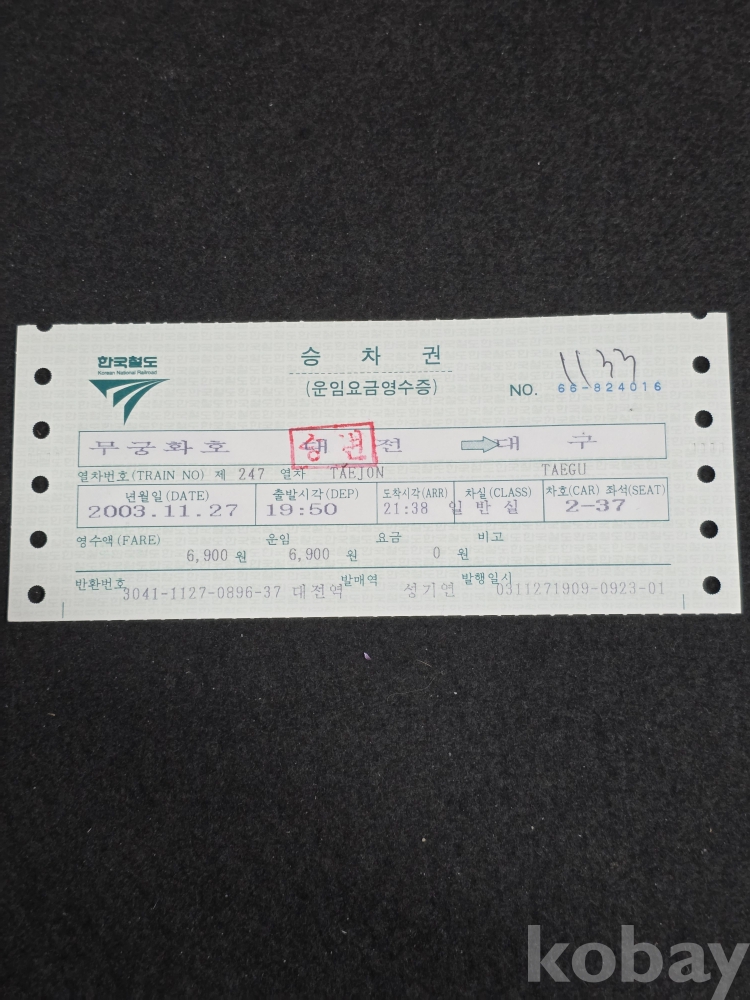 한국철도
Korean National Railroad
승 차 권
(운임요금영수증)
1133
NO. 66-824016
무궁화호 대전 ⇨ 대 구
열차번호(TRAIN NO) 제 247 열차 TAEJON TAEGU
년월일(DATE) 출발시각(DEP) 도착시각(ARR) 차실(CLASS) 차호(CAR) 좌석(SEAT)
2003.11.27 19:50 21:38 일반실 2-37
영수액(FARE) 운임 요금 비고
6,900 원 6,900 원 0 원
반환번호 3041-1127-0896-37 대전역 발매역 성기연 발행일시 0311271909-0923-01
kobay